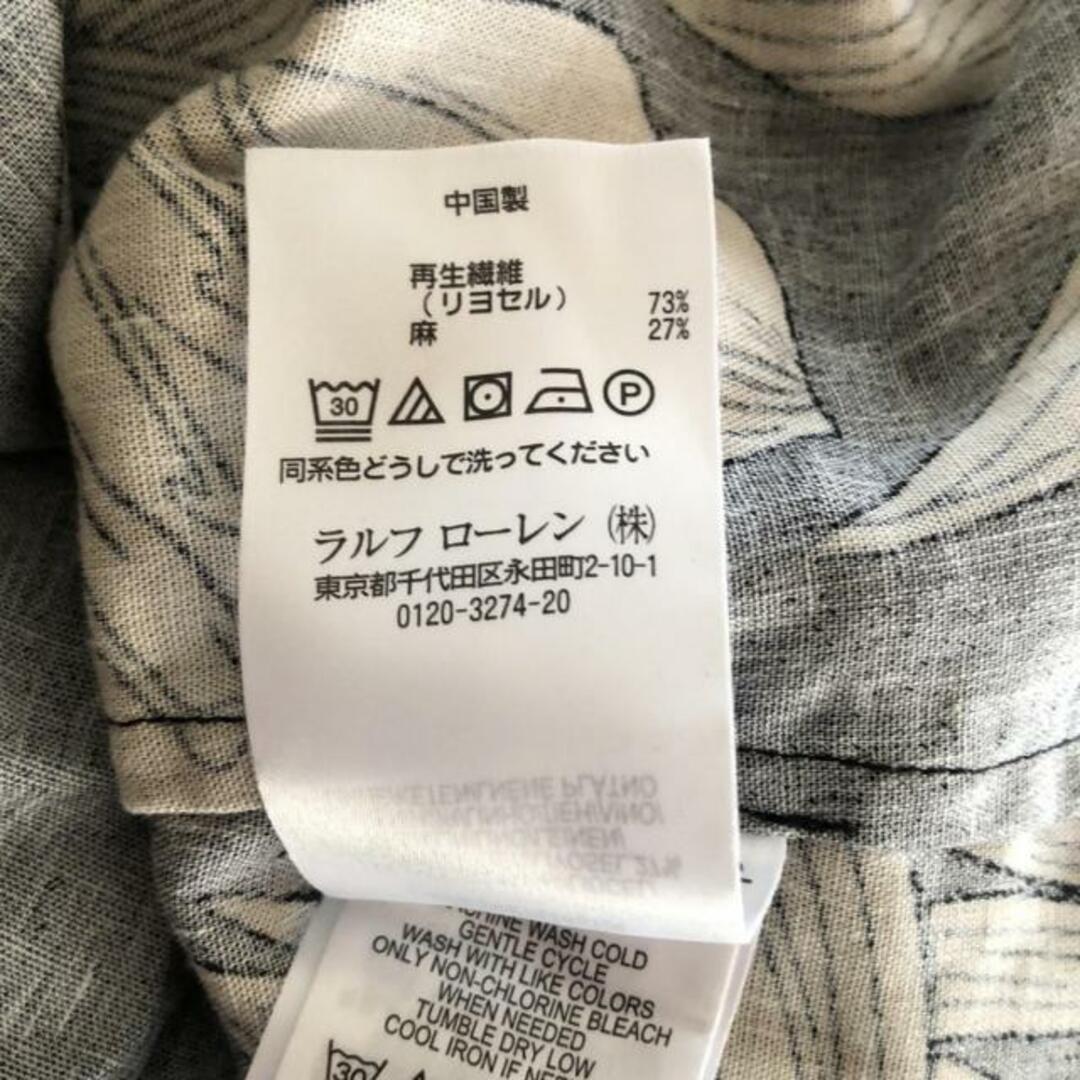 中国製
再生繊維
(リヨセル) 73%
麻 27%
30
P
同系色どうしで洗ってください
ラルフ ローレン (株)
東京都千代田区永田町2-10-1
0120-3274-20
WASH COLD
GENTLE CYCLE
WASH WITH LIKE COLORS
ONLY NON-CHLORINE BLEACH
WHEN NEEDED
TUMBLE DRY LOW
COOL IRON IF
30